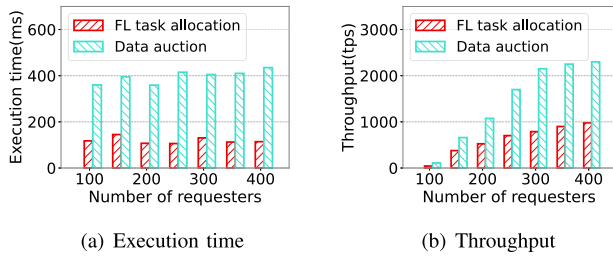 Execution time(ms)
600
400
200
0
FL task allocation
Data auction
100 200 300 400
Number of requesters
(a) Execution time
Throughput(tps)
3000
2000
1000
0
FL task allocation
Data auction
100 200 300 400
Number of requesters
(b) Throughput